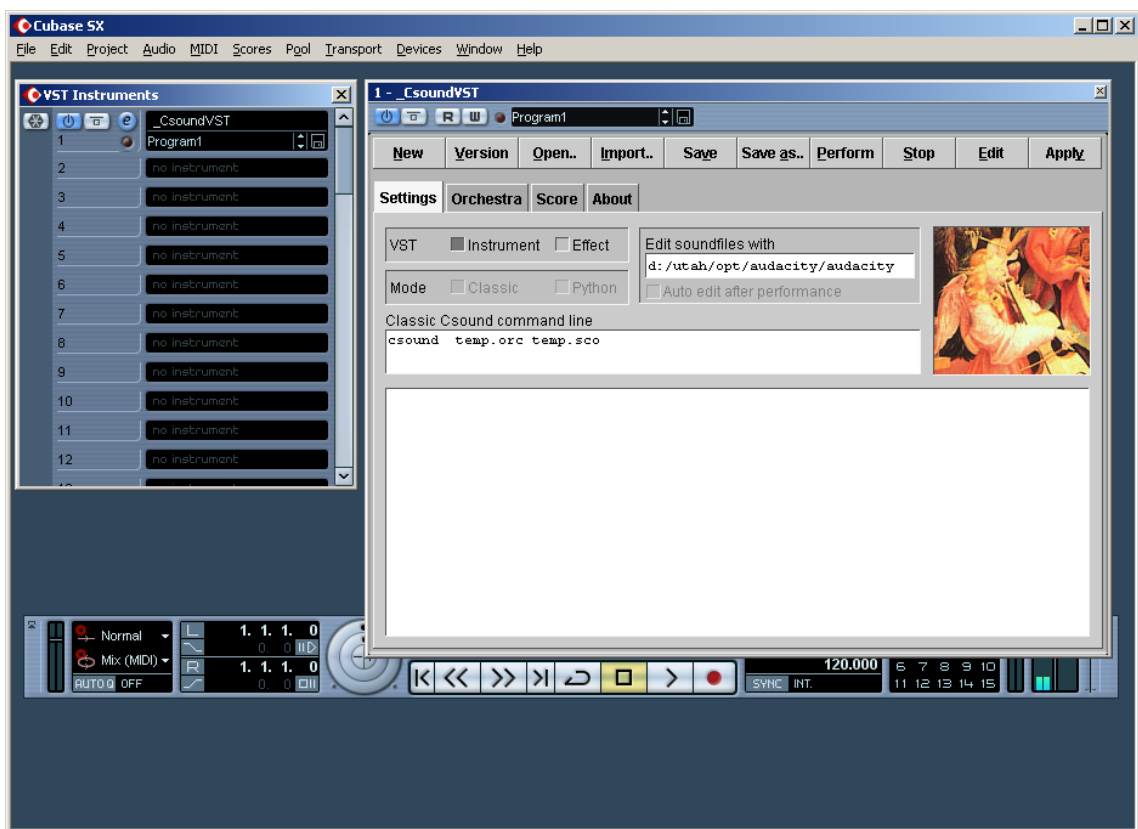 Cubase SX
File Edit Project Audio MIDI Scores Pool Transport Devices Window Help
VST Instruments
e _CsoundVST
1 Program1
2 no instrument
3 no instrument
4 no instrument
5 no instrument
6 no instrument
7 no instrument
8 no instrument
9 no instrument
10 no instrument
11 no instrument
12 no instrument
1 - _CsoundVST
R W Program1
New Version Open.. Import.. Save Save as.. Perform Stop Edit Apply
Settings Orchestra Score About
VST Instrument Effect
Mode Classic Python
Edit soundfiles with
d:/utah/opt/audacity/audacity
Auto edit after performance
Classic Csound command line
csound temp.orc temp.sco
Normal
Mix (MIDI)
AUTO Q OFF
L 1. 1. 1. 0
0. 0
R 1. 1. 1. 0
0. 0
120.000
SYNC INT.
6 7 8 9 10
11 12 13 14 15